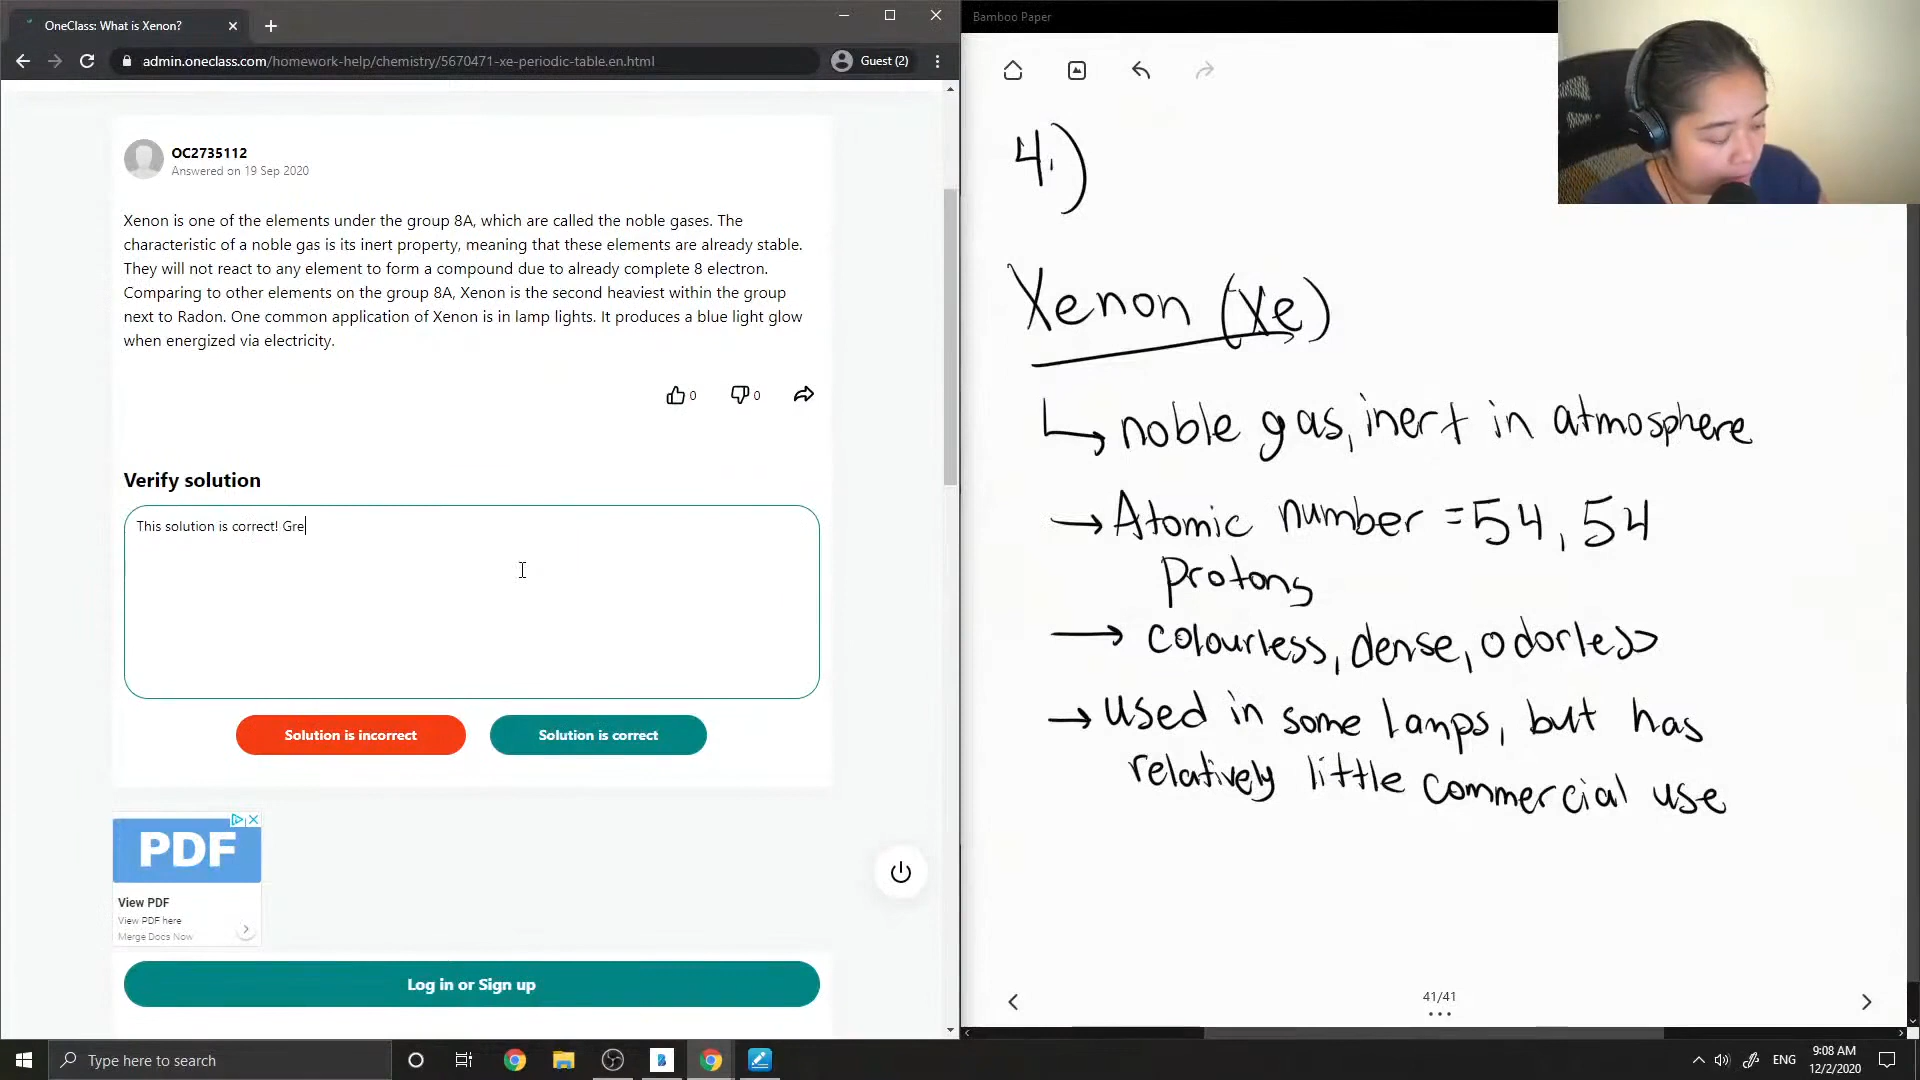 OneClass: What is Xenon?
admin.oneclass.com/homework-help/chemistry/5670471-xe-periodic-table.en.html
Guest (2)
OC2735112
Answered on 19 Sep 2020
Xenon is one of the elements under the group 8A, which are called the noble gases. The
characteristic of a noble gas is its inert property, meaning that these elements are already stable.
They will not react to any element to form a compound due to already complete 8 electron.
Comparing to other elements on the group 8A, Xenon is the second heaviest within the group
next to Radon. One common application of Xenon is in lamp lights. It produces a blue light glow
when energized via electricity.
0
0
Verify solution
This solution is correct! Gre
Solution is incorrect
Solution is correct
PDF
View PDF
View PDF here
Merge Docs Now
Log in or Sign up
Bamboo Paper
4.)
Xenon (Xe)
noble gas, inert in atmosphere
→ Atomic number = 54, 54
protons
→ colourless, dense, odorless
→ used in some lamps, but has
relatively little commercial use
41/41
Type here to search
ENG
9:08 AM
12/2/2020